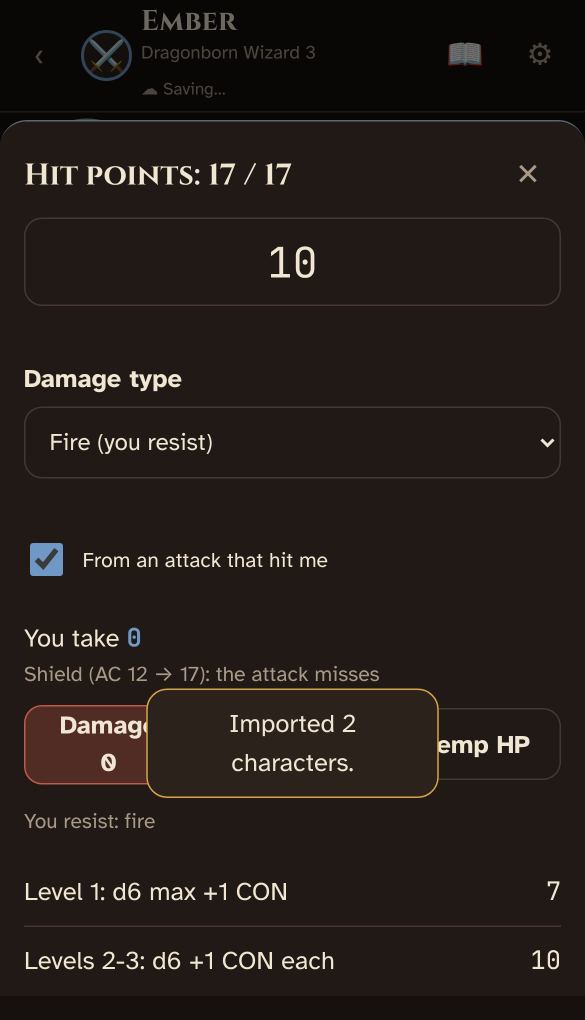 Ember
Dragonborn Wizard 3
Saving...
Hit points: 17 / 17
10
Damage type
Fire (you resist)
From an attack that hit me
You take 0
Shield (AC 12 → 17): the attack misses
Damage
0
Imported 2
characters.
emp HP
You resist: fire
Level 1: d6 max +1 CON 7
Levels 2-3: d6 +1 CON each 10